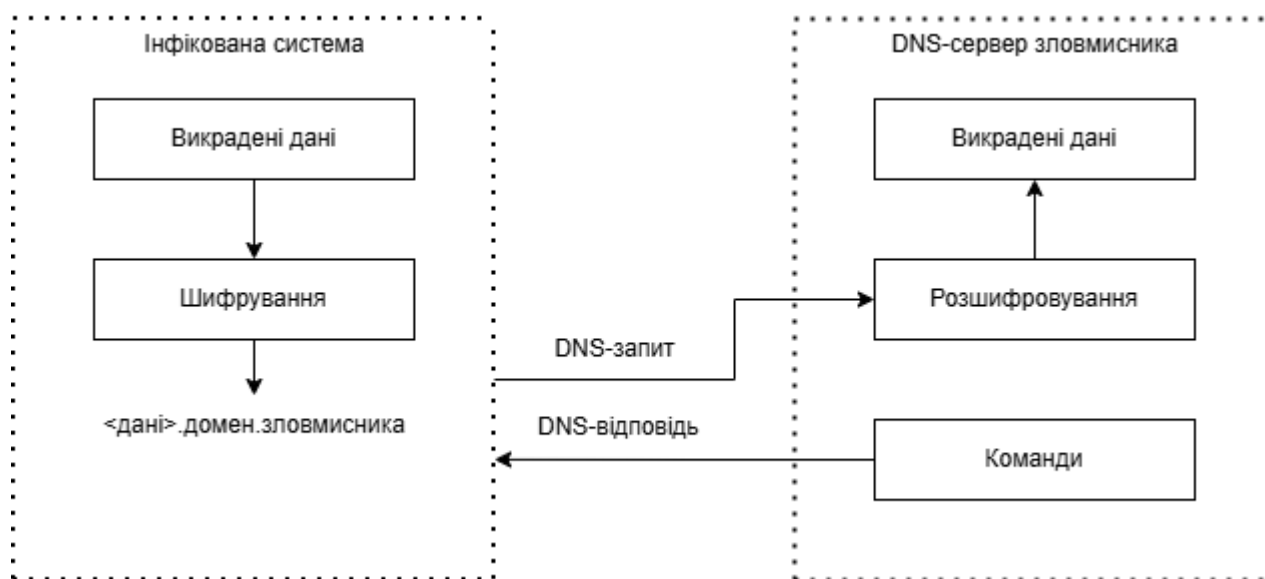 Інфікована система
Викрадені дані
Шифрування
<дані>.домен.зловмисника
DNS-запит
DNS-відповідь
DNS-сервер зловмисника
Викрадені дані
Розшифровування
Команди